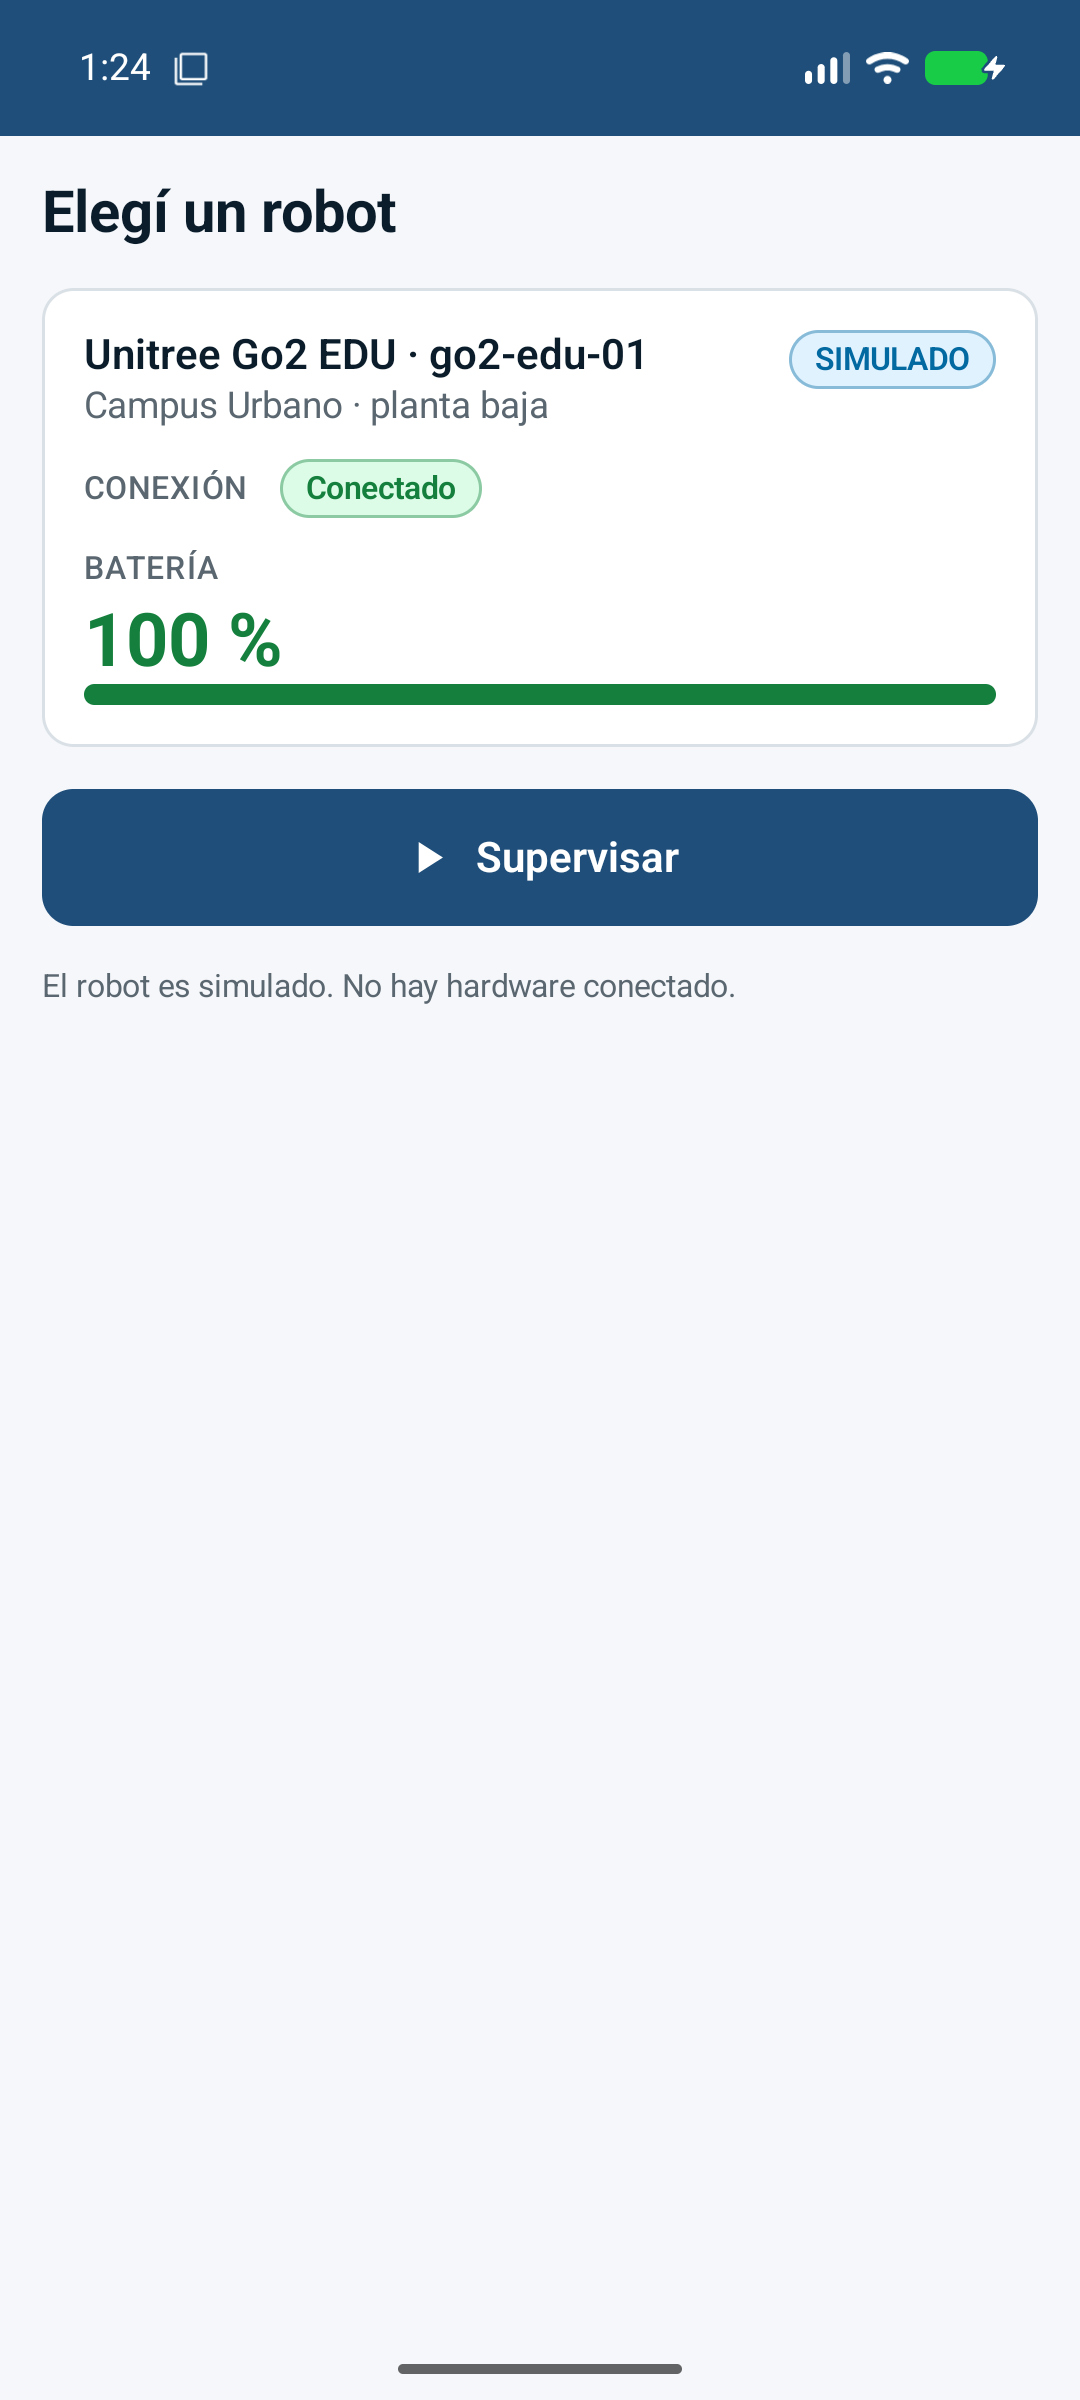 1:24
Elegí un robot
Unitree Go2 EDU · go2-edu-01
SIMULADO
Campus Urbano · planta baja
CONEXIÓN
Conectado
BATERÍA
100 %
Supervisar
El robot es simulado. No hay hardware conectado.